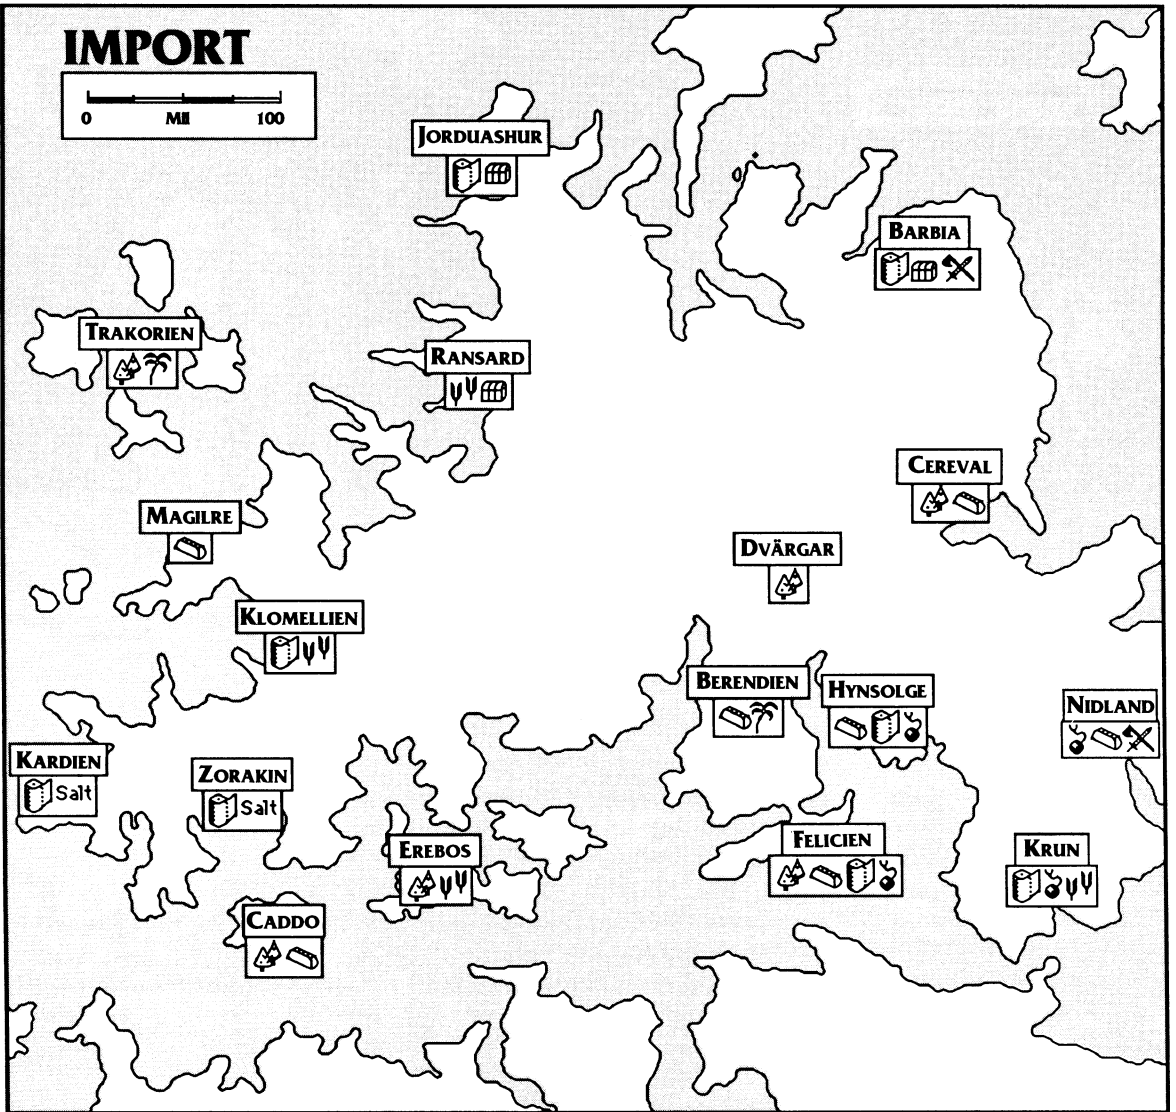 IMPORT
0 Mil 100
JORDUASHUR
BARBIA
TRAKORIEN
RANSARD
CEREVAL
MAGILRE
DVÄRGAR
KLOMELLIEN
BERENDIEN
HYNSOLGE
NIDLAND
KARDIEN
Salt
ZORAKIN
Salt
EREBOS
FELICIEN
KRUN
CADDO